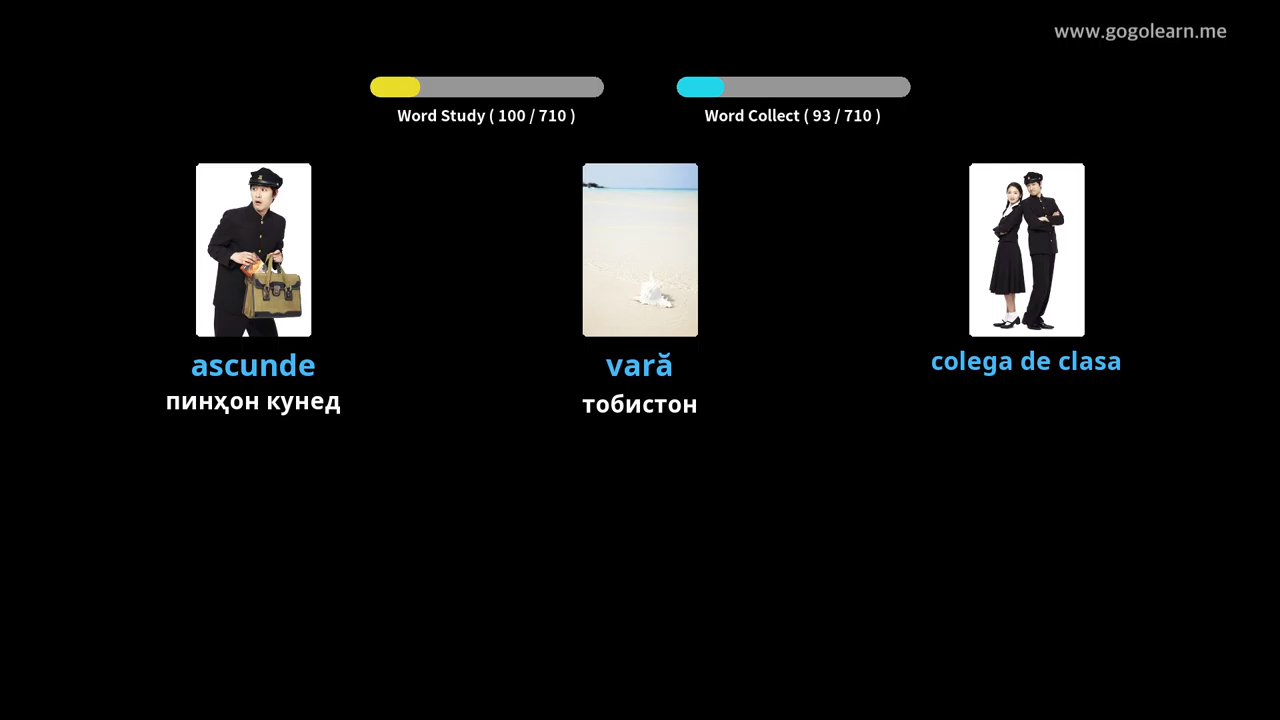 www.gogolearn.me
Word Study ( 100 / 710 )
Word Collect ( 93 / 710 )
ascunde
vară
colega de clasa
пинҳон кунед
тобистон